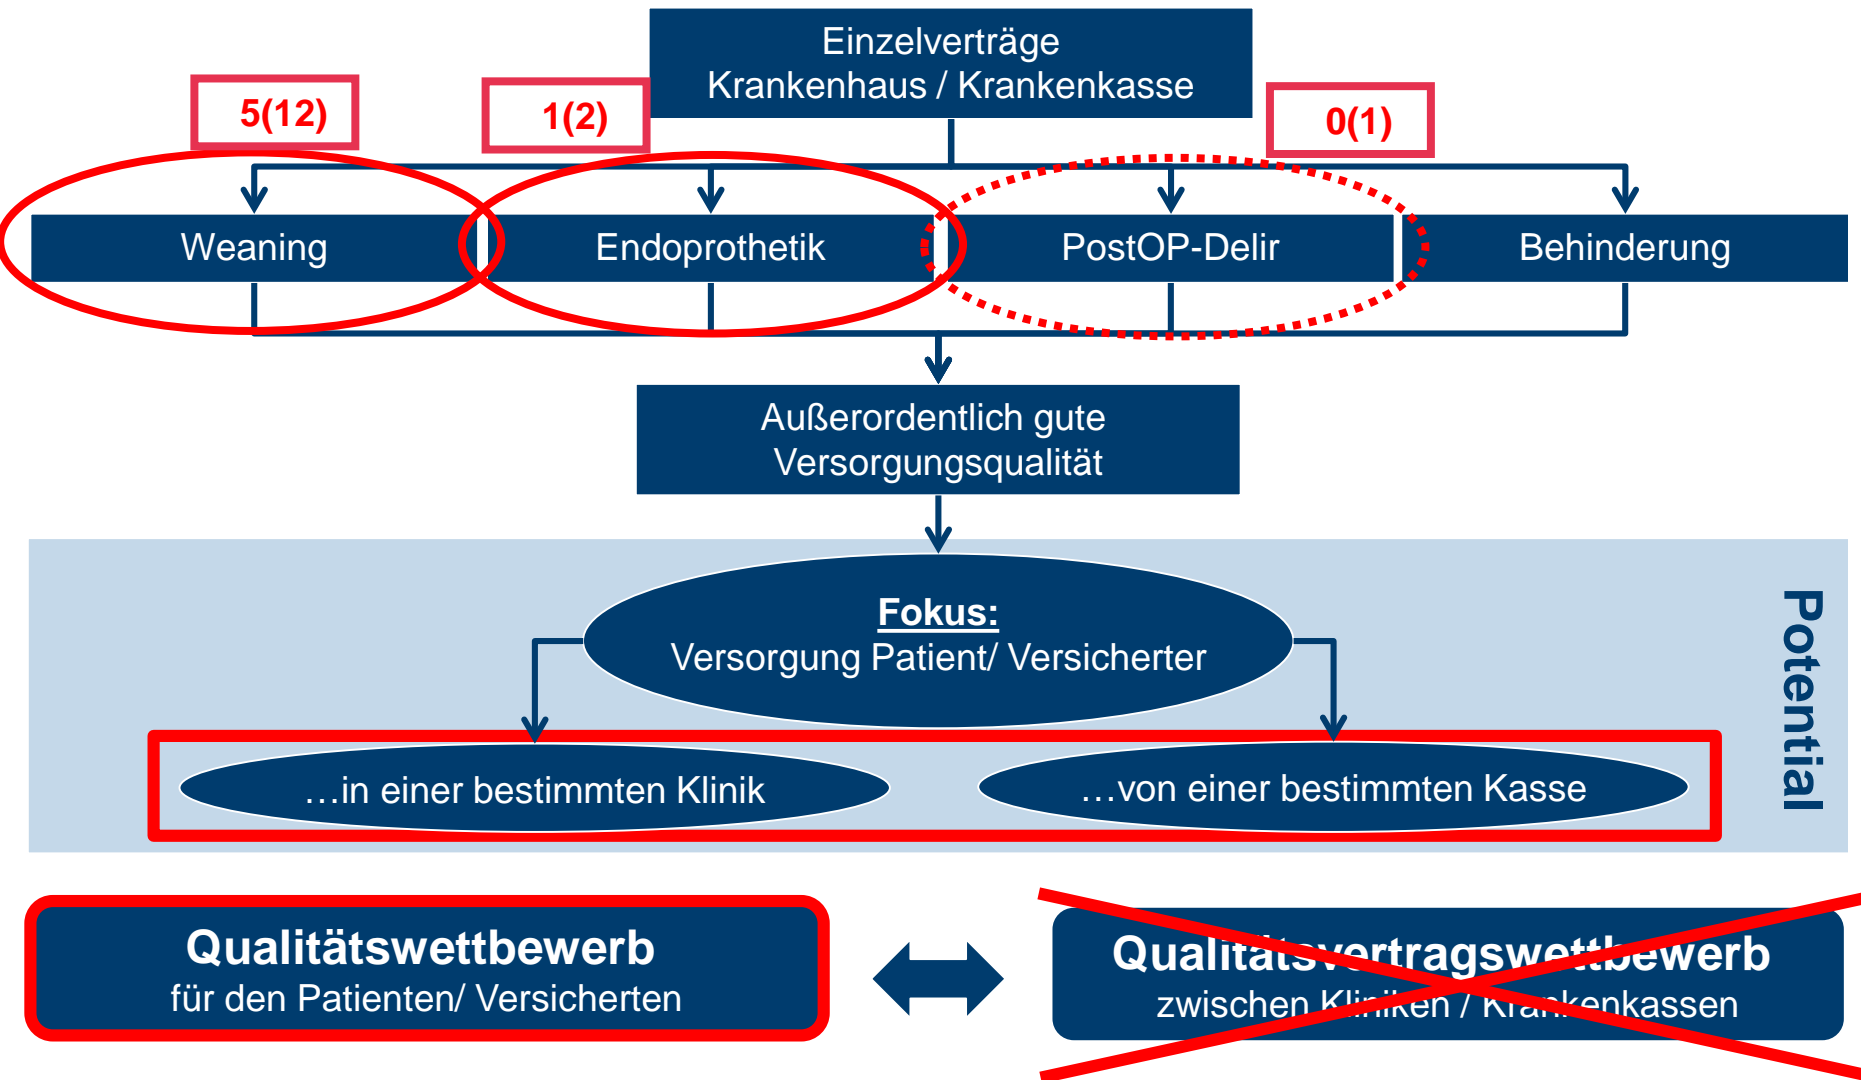 Einzelverträge
Krankenhaus / Krankenkasse
5(12)
1(2)
0(1)
Weaning
Endoprothetik
PostOP-Delir
Behinderung
Außerordentlich gute
Versorgungsqualität
Fokus:
Versorgung Patient/ Versicherter
Potential
…in einer bestimmten Klinik
…von einer bestimmten Kasse
Qualitätswettbewerb
für den Patienten/ Versicherten
Qualitätsvertragswettbewerb
zwischen Kliniken / Krankenkassen